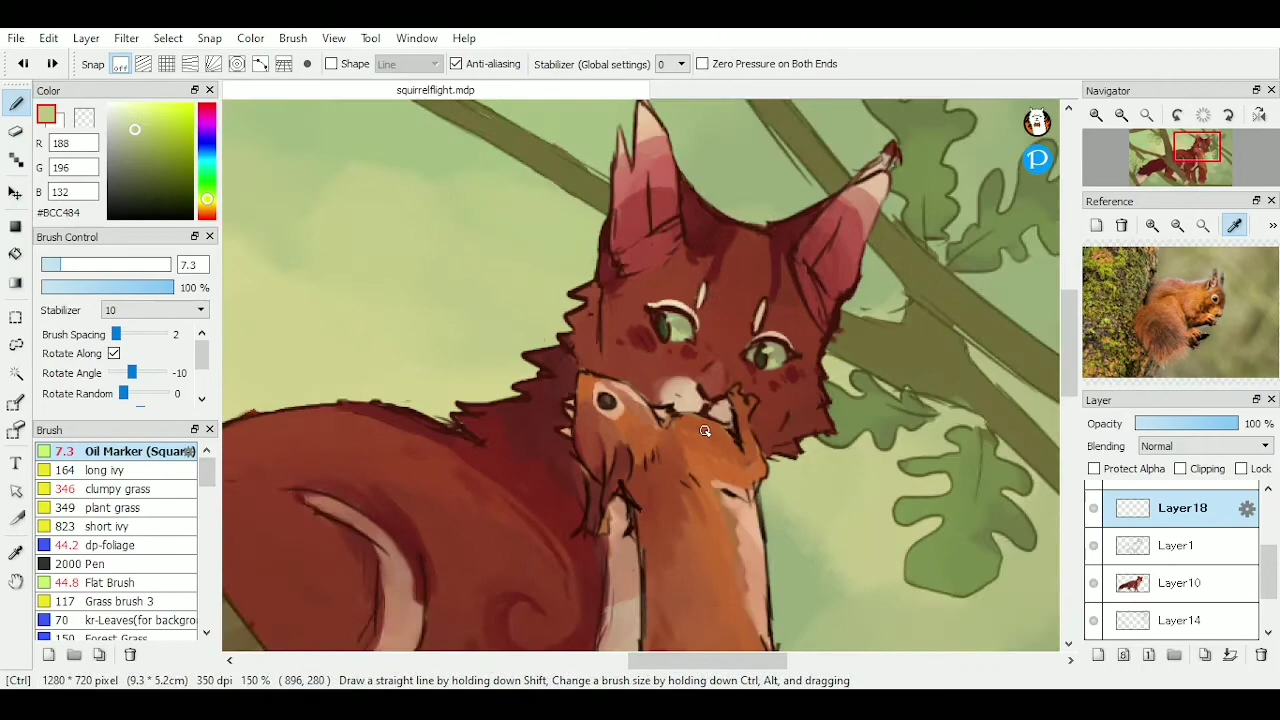 File Edit Layer Filter Select Snap Color Brush View Tool Window Help
Snap off Shape Line Anti-aliasing Stabilizer (Global settings) 0 Zero Pressure on Both Ends
Color
squirrelflight.mdp
Navigator
R 188
G 196
B 132
#BCC484
Reference
Brush Control
7.3
100 %
Stabilizer 10
Brush Spacing 2
Rotate Along
Rotate Angle -10
Rotate Random 0
Layer
Opacity 100 %
Blending Normal
Protect Alpha Clipping Lock
Brush
7.3 Oil Marker (Square)
164 long ivy
346 clumpy grass
349 plant grass
823 short ivy
44.2 dp-foliage
2000 Pen
44.8 Flat Brush
117 Grass brush 3
70 kr-Leaves(for backgro
150 Forest Grass
Layer18
Layer1
Layer10
Layer14
[Ctrl] 1280 * 720 pixel (9.3 * 5.2cm) 350 dpi 150 % ( 896, 280 ) Draw a straight line by holding down Shift, Change a brush size by holding down Ctrl, Alt, and dragging